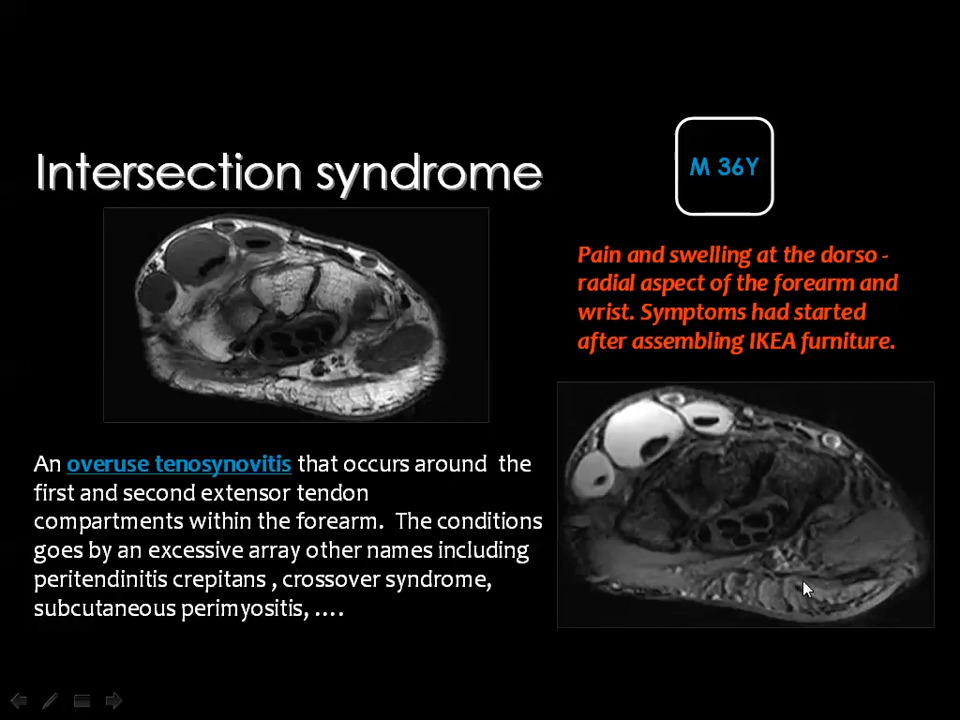 Intersection syndrome
M 36Y
Pain and swelling at the dorso -
radial aspect of the forearm and
wrist. Symptoms had started
after assembling IKEA furniture.
An overuse tenosynovitis that occurs around the
first and second extensor tendon
compartments within the forearm. The conditions
goes by an excessive array other names including
peritendinitis crepitans , crossover syndrome,
subcutaneous perimyositis, ....